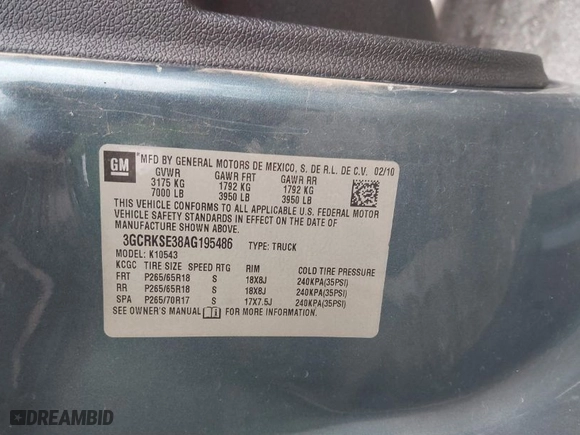 GM MFD BY GENERAL MOTORS DE MEXICO, S. DE R.L. DE C.V. 02/10
GVWR GAWR FRT GAWR RR
3175 KG 1792 KG 1792 KG
7000 LB 3950 LB 3950 LB
THIS VEHICLE CONFORMS TO ALL APPLICABLE U.S. FEDERAL MOTOR
VEHICLE SAFETY STANDARDS IN EFFECT ON THE DATE OF
MANUFACTURE SHOWN ABOVE.
3GCRKSE38AG195486 TYPE: TRUCK
MODEL: K10543
KCGC TIRE SIZE SPEED RTG RIM COLD TIRE PRESSURE
FRT P265/65R18 S 18X8J 240KPA(35PSI)
RR P265/65R18 S 18X8J 240KPA(35PSI)
SPA P265/70R17 S 17X7.5J 240KPA(35PSI)
SEE OWNER'S MANUAL FOR MORE INFORMATION.
DREAMBID